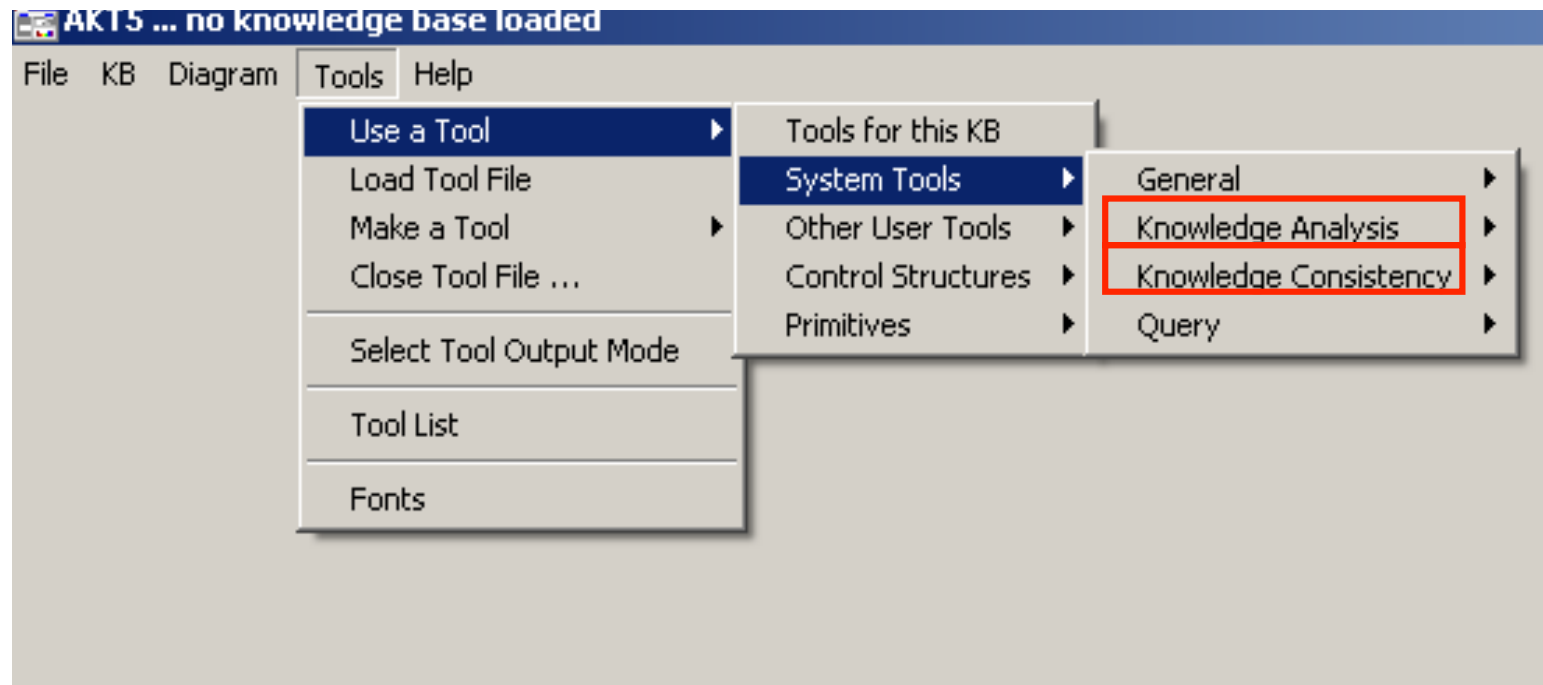 AKT5 ... no knowledge base loaded
File KB Diagram Tools Help
Use a Tool
Load Tool File
Make a Tool
Close Tool File ...
Select Tool Output Mode
Tool List
Fonts
Tools for this KB
System Tools
Other User Tools
Control Structures
Primitives
General
Knowledge Analysis
Knowledge Consistency
Query